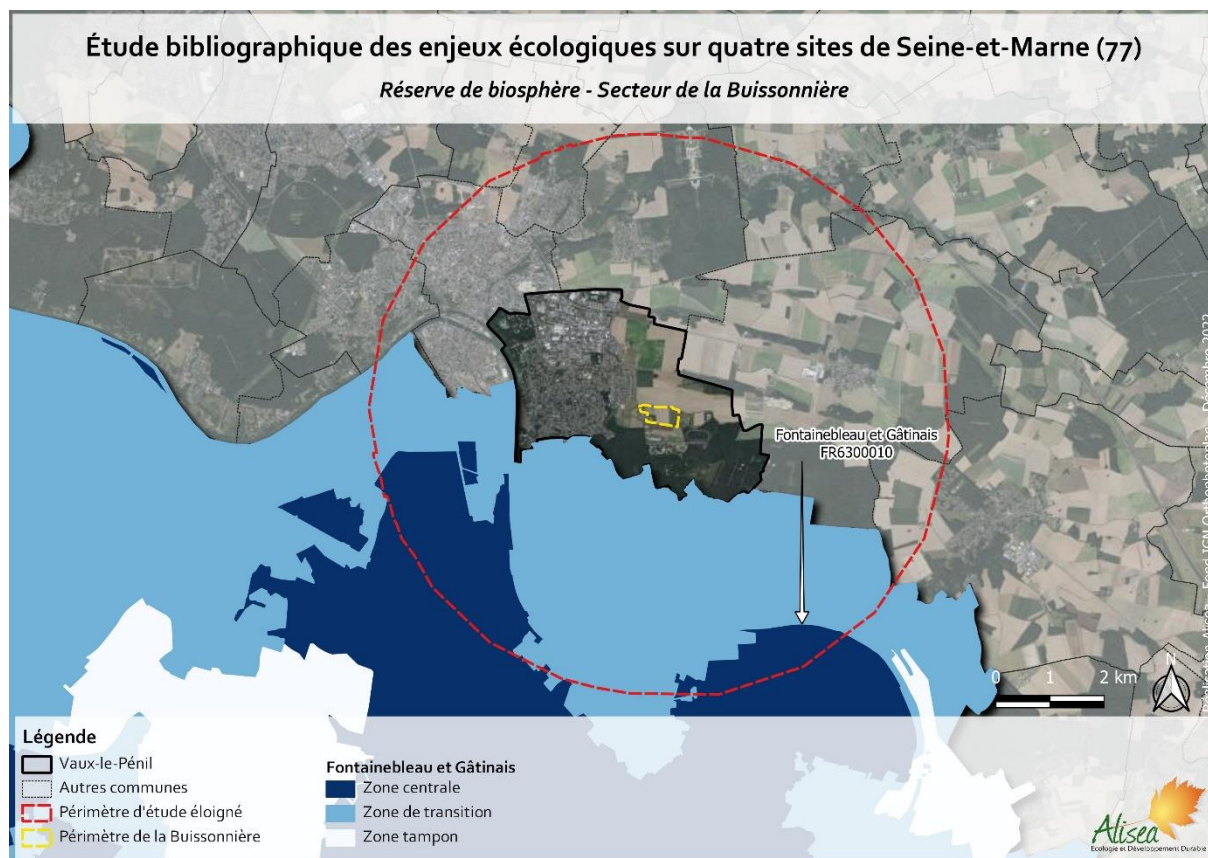 Étude bibliographique des enjeux écologiques sur quatre sites de Seine-et-Marne (77)
Réserve de biosphère - Secteur de la Buissonnière
Fontainebleau et Gâtinais
FR6300010
N
0 1 2 km
Légende
Vaux-le-Pénil
Autres communes
Périmètre d'étude éloigné
Périmètre de la Buissonnière
Fontainebleau et Gâtinais
Zone centrale
Zone de transition
Zone tampon
Alisea
Ecologie et Développement Durable